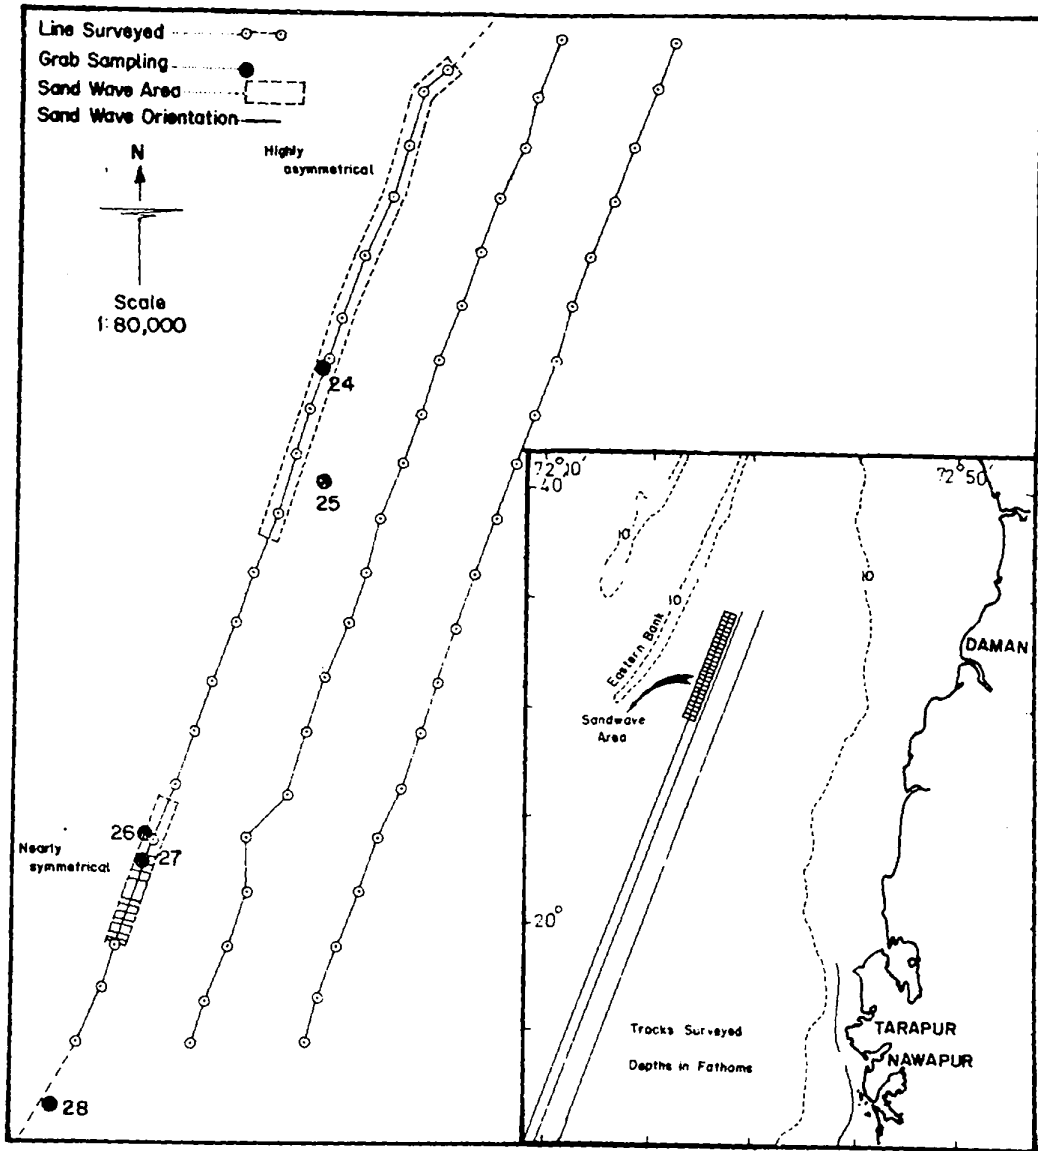 Line Surveyed
Grab Sampling
Sand Wave Area
Sand Wave Orientation
N
Highly
asymmetrical
Scale
1:80,000
24
25
26
27
Nearly
symmetrical
28
72°10
40
72°50
10
10
10
Eastern Bank
DAMAN
Sandwave
Area
20°
TARAPUR
NAWAPUR
Tracks Surveyed
Depths in Fathoms